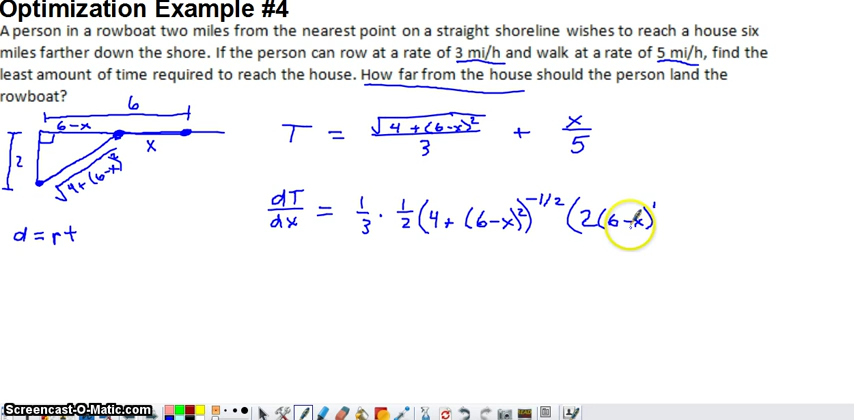 Optimization Example #4
A person in a rowboat two miles from the nearest point on a straight shoreline wishes to reach a house six
miles farther down the shore. If the person can row at a rate of 3 mi/h and walk at a rate of 5 mi/h, find the
least amount of time required to reach the house. How far from the house should the person land the
rowboat?
6
6-x
x
2
√4+(6-x)²
d = rt
T = √4+(6-x)²/3 + x/5
dT/dx = 1/3 · 1/2 (4+(6-x)²)^-1/2 (2(6-x)^1
Screencast-O-Matic.com